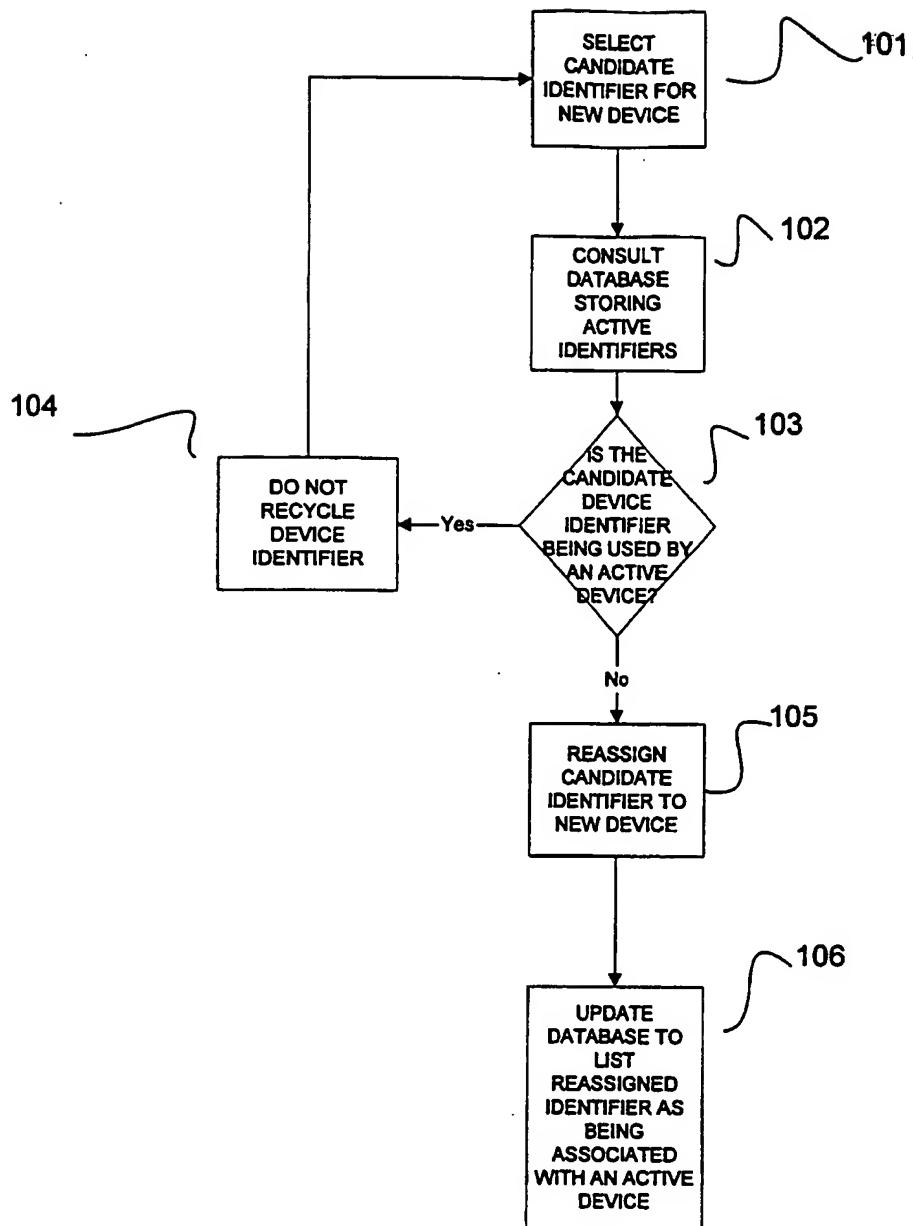 SELECT
CANDIDATE
IDENTIFIER FOR
NEW DEVICE
101
CONSULT
DATABASE
STORING
ACTIVE
IDENTIFIERS
102
IS THE
CANDIDATE
DEVICE
IDENTIFIER
BEING USED BY
AN ACTIVE
DEVICE?
103
Yes
DO NOT
RECYCLE
DEVICE
IDENTIFIER
104
No
REASSIGN
CANDIDATE
IDENTIFIER TO
NEW DEVICE
105
UPDATE
DATABASE TO
LIST
REASSIGNED
IDENTIFIER AS
BEING
ASSOCIATED
WITH AN ACTIVE
DEVICE
106